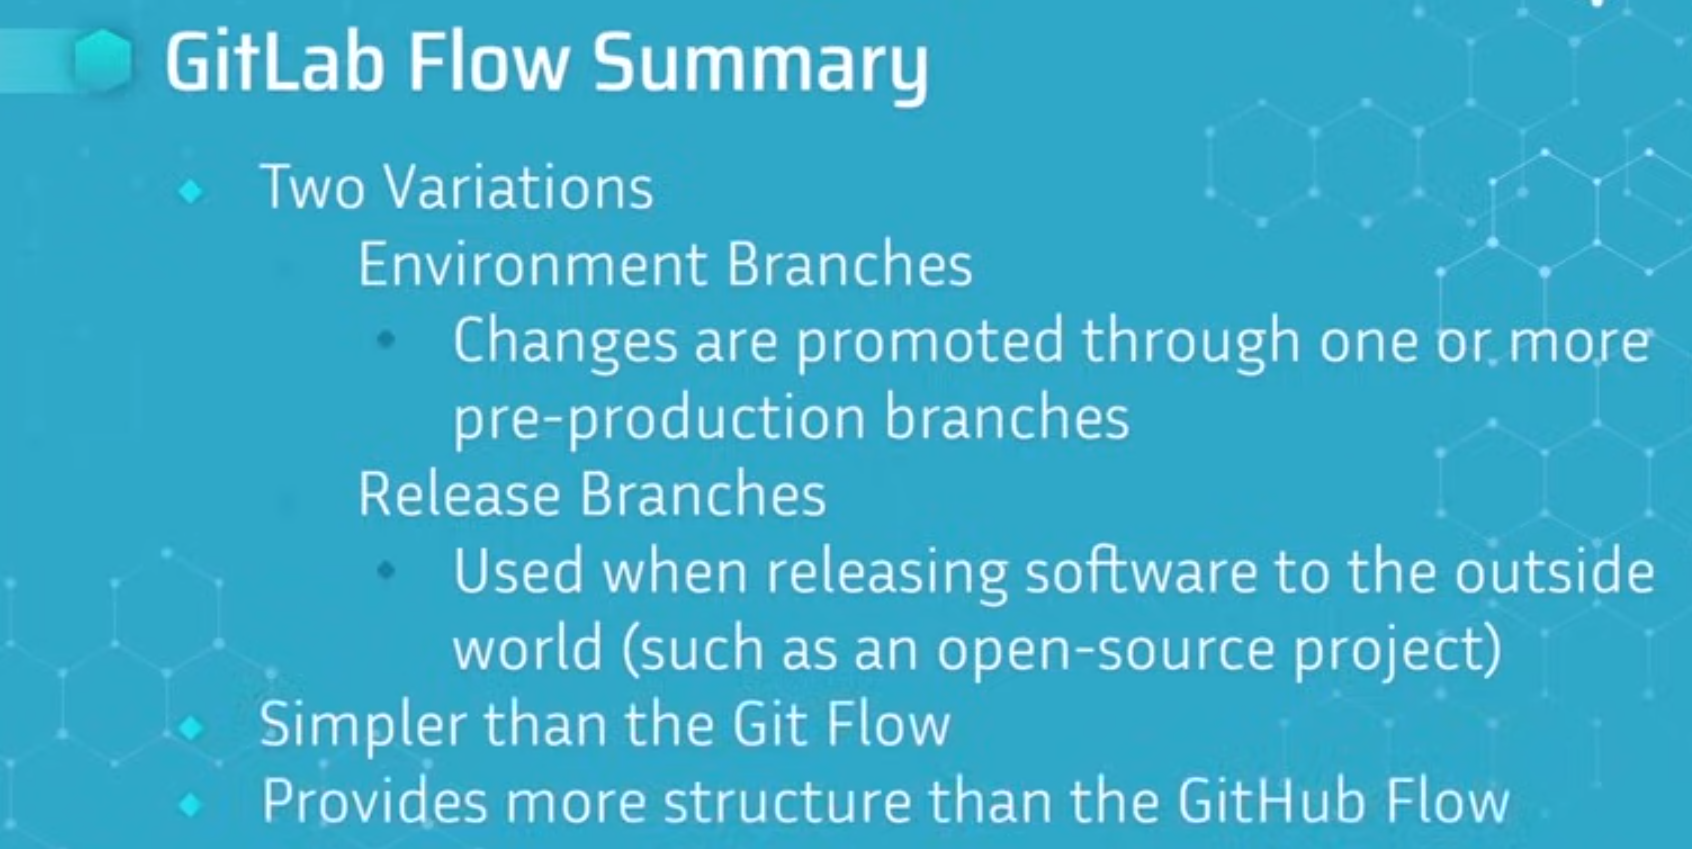 GitLab Flow Summary
Two Variations
Environment Branches
Changes are promoted through one or more
pre-production branches
Release Branches
Used when releasing software to the outside
world (such as an open-source project)
Simpler than the Git Flow
Provides more structure than the GitHub Flow